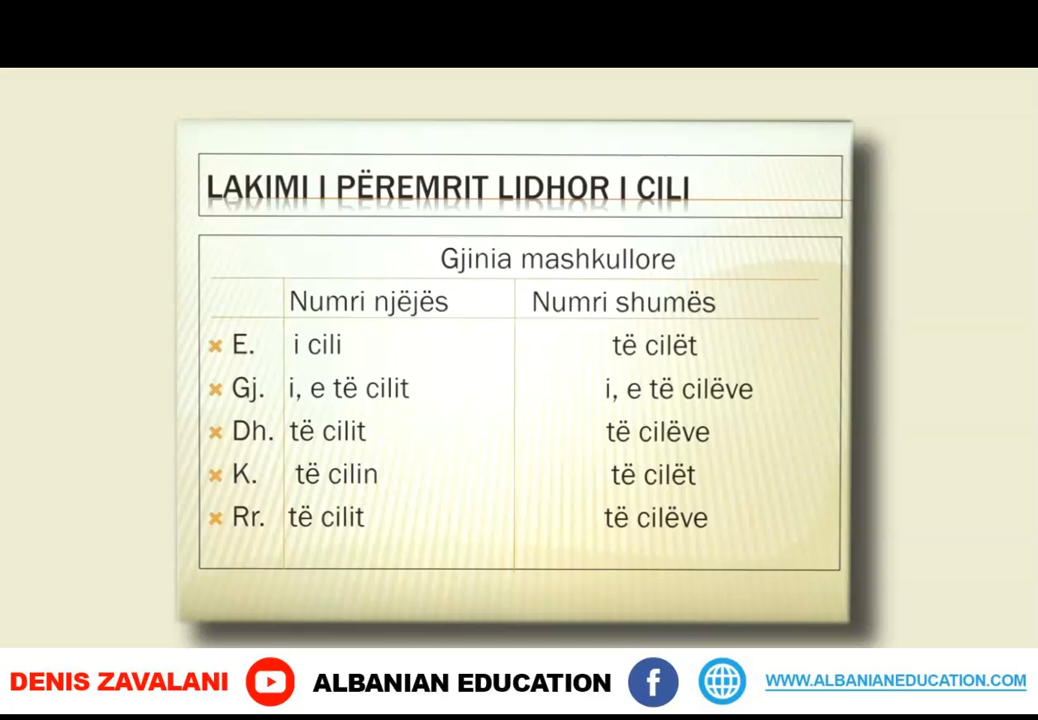 LAKIMI I PËREMRIT LIDHOR I CILI
Gjinia mashkullore
Numri njëjës Numri shumës
E. i cili të cilët
Gj. i, e të cilit i, e të cilëve
Dh. të cilit të cilëve
K. të cilin të cilët
Rr. të cilit të cilëve
DENIS ZAVALANI ALBANIAN EDUCATION f WWW.ALBANIANEDUCATION.COM